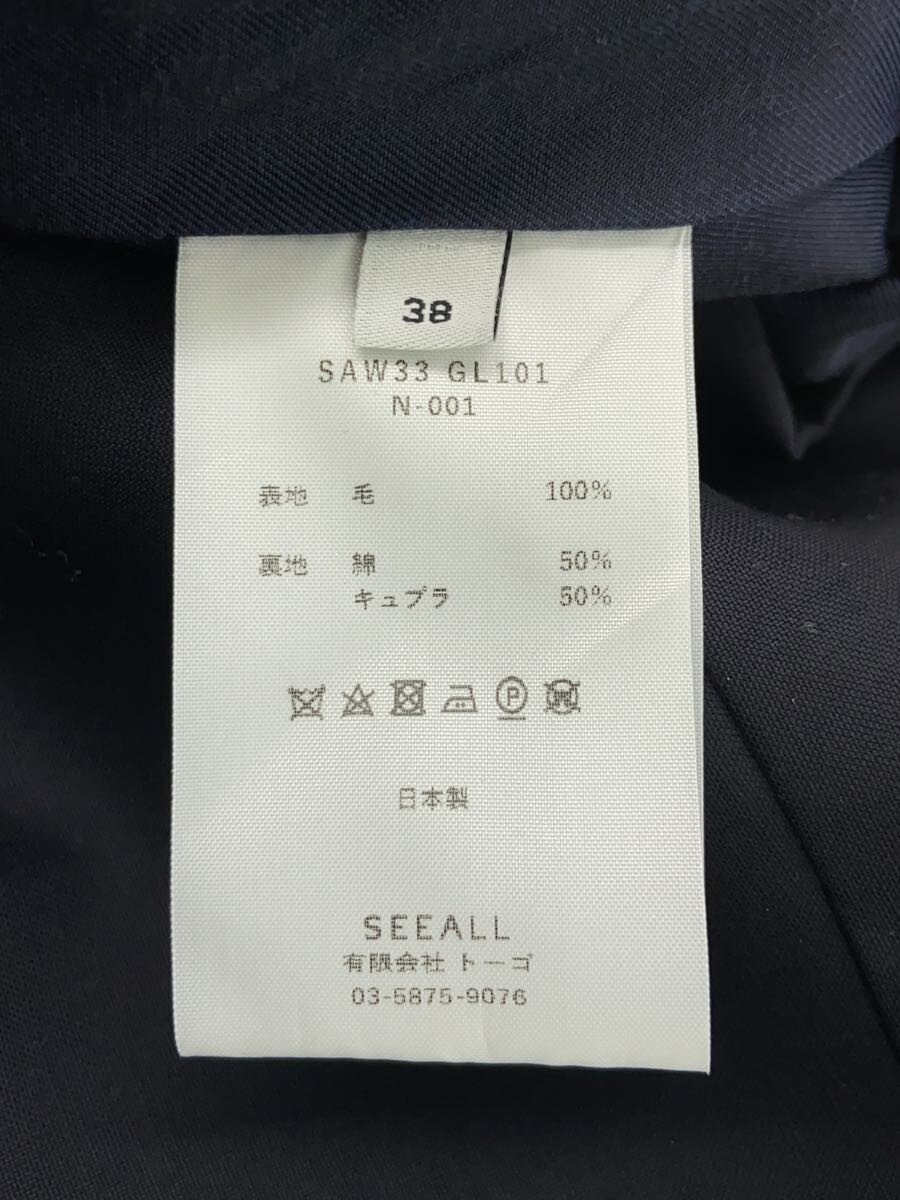 38
SAW33 GL101
N-001
表地 毛 100%
裏地 綿 50%
キュプラ 50%
P
W
日本製
SEEALL
有限会社 トーゴ
03-5875-9076